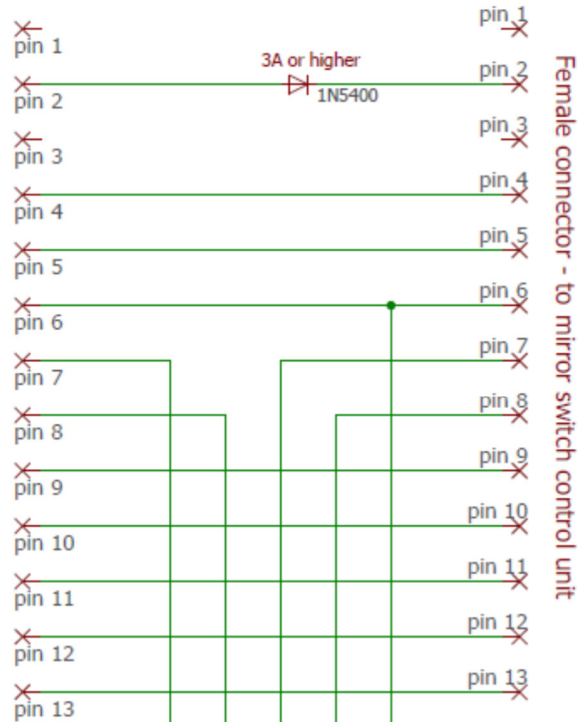 pin 1
pin 1
3A or higher
pin 2
pin 2
1N5400
pin 3
pin 3
pin 4
pin 4
pin 5
pin 5
pin 6
pin 6
pin 7
pin 7
pin 8
pin 8
pin 9
pin 9
pin 10
pin 10
pin 11
pin 11
pin 12
pin 12
pin 13
pin 13
Female connector - to mirror switch control unit